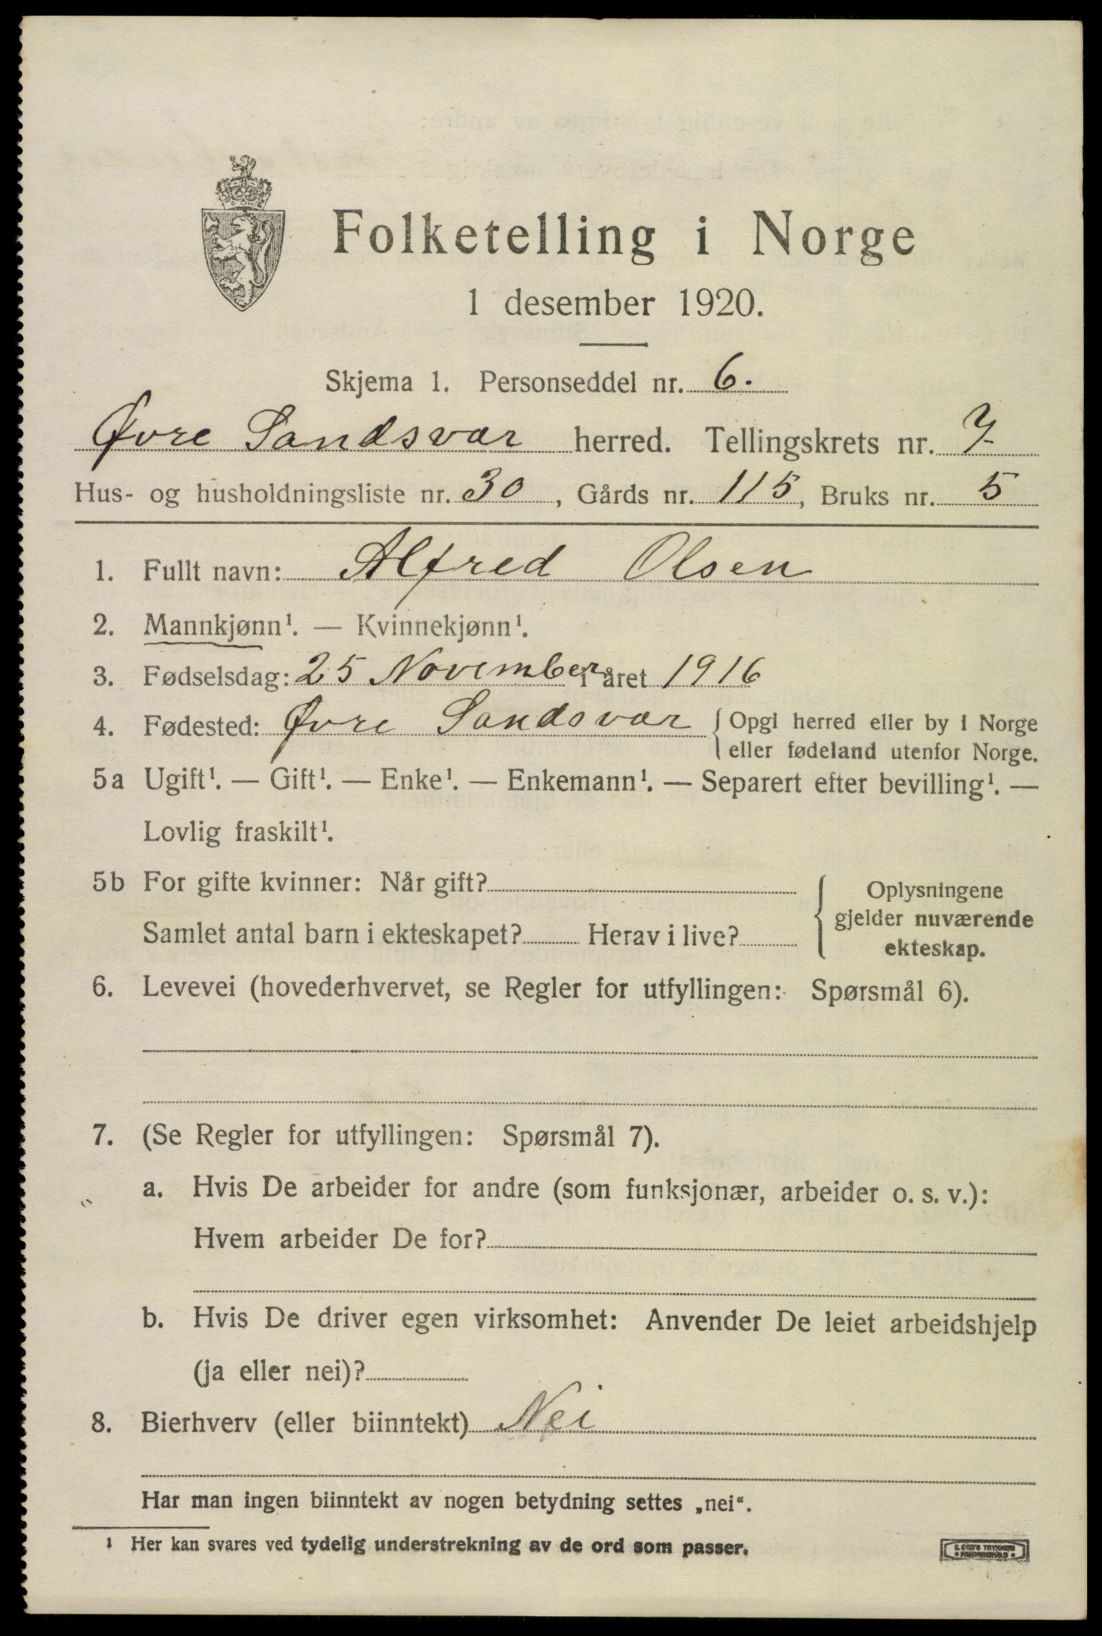 Folketelling i Norge
1 desember 1920.
Skjema 1. Personseddel nr. 6.
Øvre Sandsvær herred. Tellingskrets nr. 7
Hus- og husholdningsliste nr. 30, Gårds nr. 115, Bruks nr. 5
1. Fullt navn: Alfred Olsen
2. Mannkjønn¹. — Kvinnekjønn¹.
3. Fødselsdag: 25 November i året 1916
4. Fødested: Øvre Sandsvær { Opgi herred eller by i Norge
eller fødeland utenfor Norge.
5a Ugift¹. — Gift¹. — Enke¹. — Enkemann¹. — Separert efter bevilling¹. —
Lovlig fraskilt¹.
5b For gifte kvinner: Når gift?
Samlet antal barn i ekteskapet? Herav i live?
Oplysningene
gjelder nuværende
ekteskap.
6. Levevei (hovederhvervet, se Regler for utfyllingen: Spørsmål 6).
7. (Se Regler for utfyllingen: Spørsmål 7).
a. Hvis De arbeider for andre (som funksjonær, arbeider o. s. v.):
Hvem arbeider De for?
b. Hvis De driver egen virksomhet: Anvender De leiet arbeidshjelp
(ja eller nei)?
8. Bierhverv (eller biinntekt) Nei
Har man ingen biinntekt av nogen betydning settes „nei“.
¹ Her kan svares ved tydelig understrekning av de ord som passer.